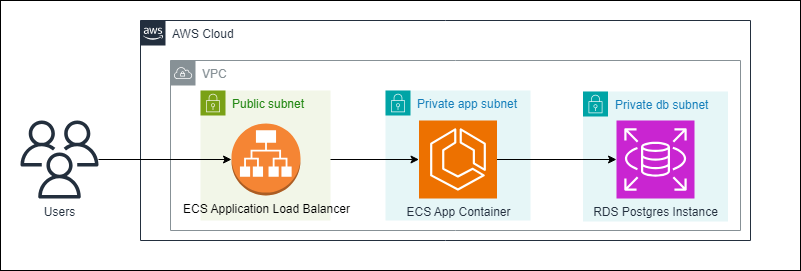 aws
AWS Cloud
VPC
Public subnet
Private app subnet
Private db subnet
Users
ECS Application Load Balancer
ECS App Container
RDS Postgres Instance